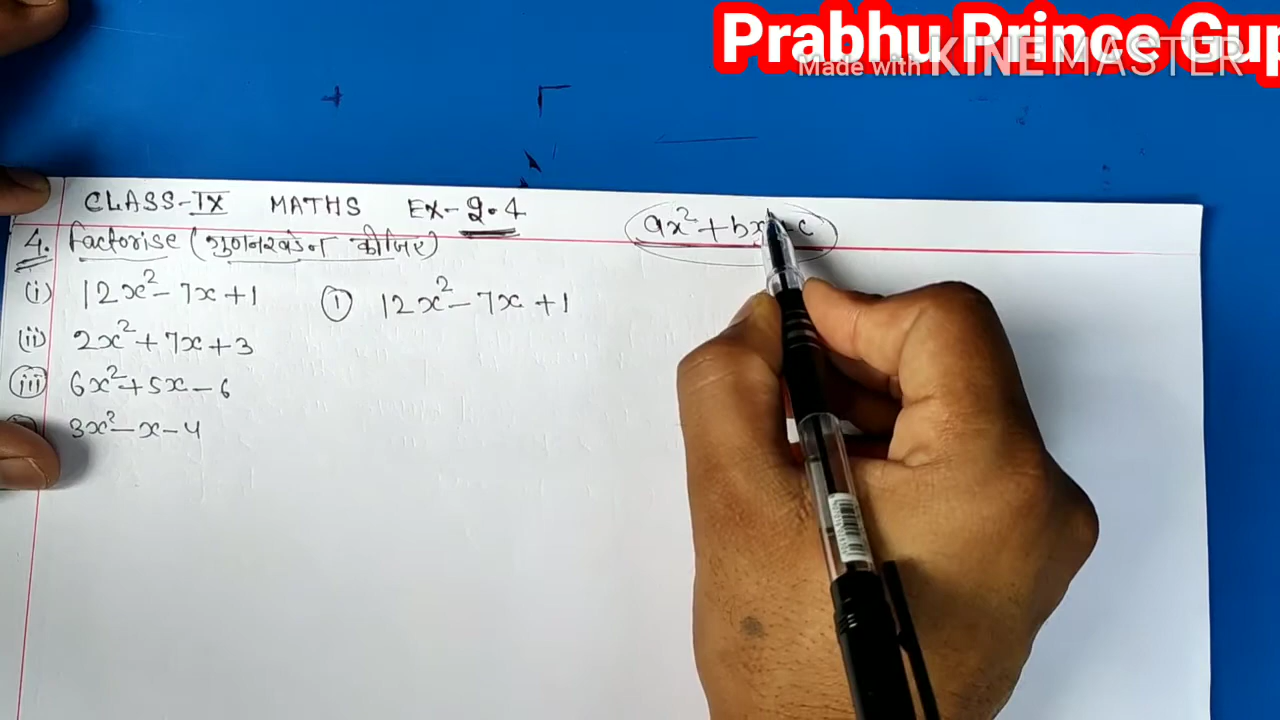 Prabhu Prince Gup
Made with KINEMASTER
CLASS-IX MATHS EX-2.4
ax²+bx+c
4. Factorise (गुणनखंडन कीजिए)
(i) 12x²-7x+1 ① 12x²-7x+1
(ii) 2x²+7x+3
(iii) 6x²+5x-6
3x²-x-4